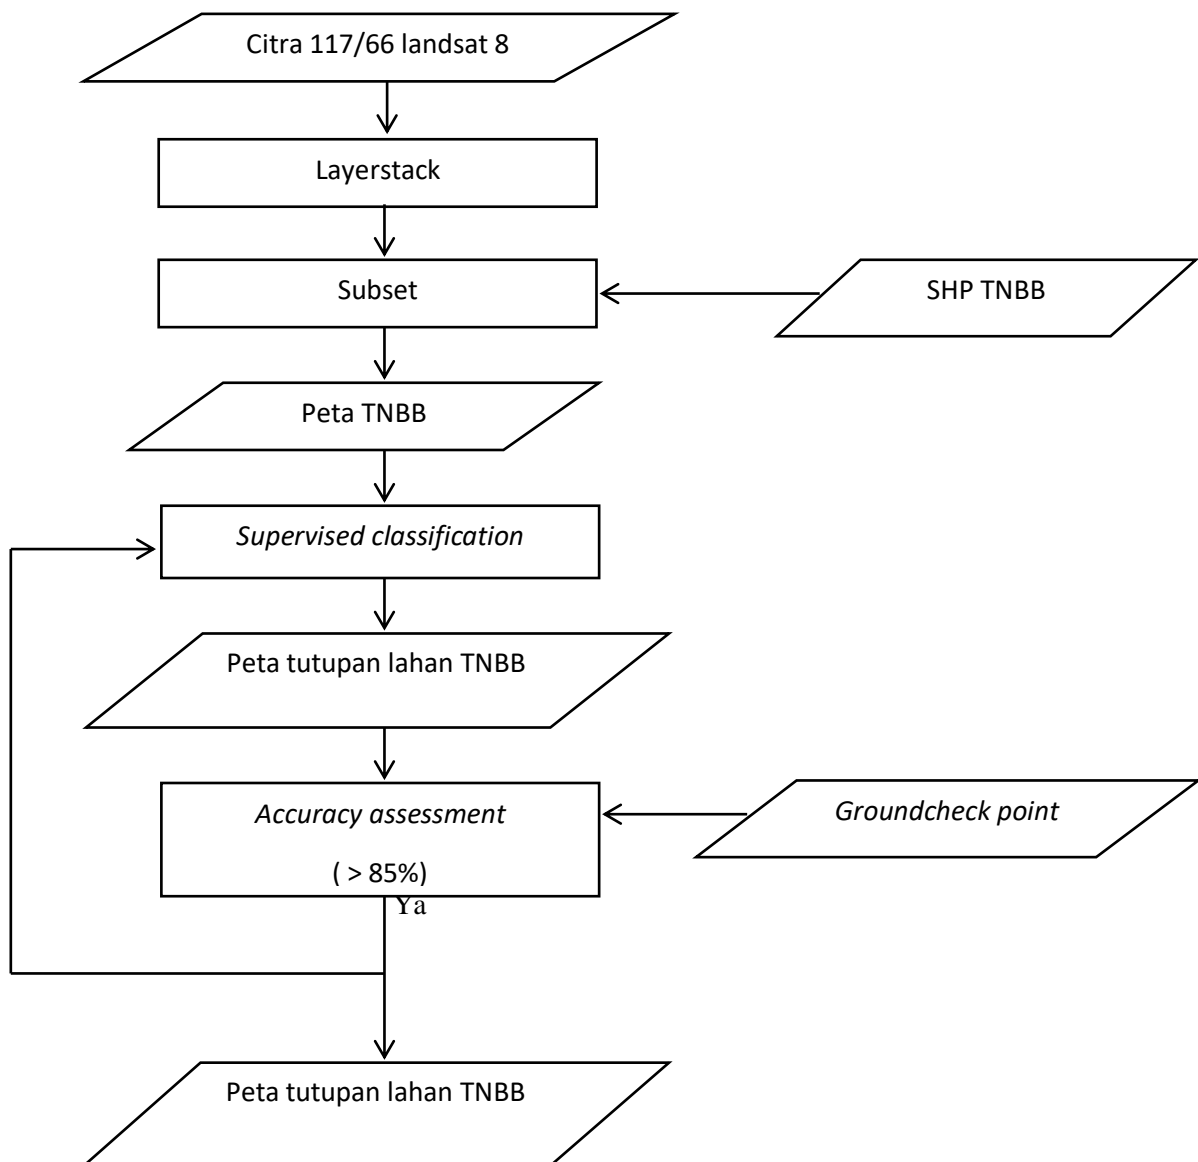 Citra 117/66 landsat 8
Layerstack
Subset
SHP TNBB
Peta TNBB
Supervised classification
Peta tutupan lahan TNBB
Accuracy assessment
( > 85%)
Groundcheck point
Ya
Peta tutupan lahan TNBB